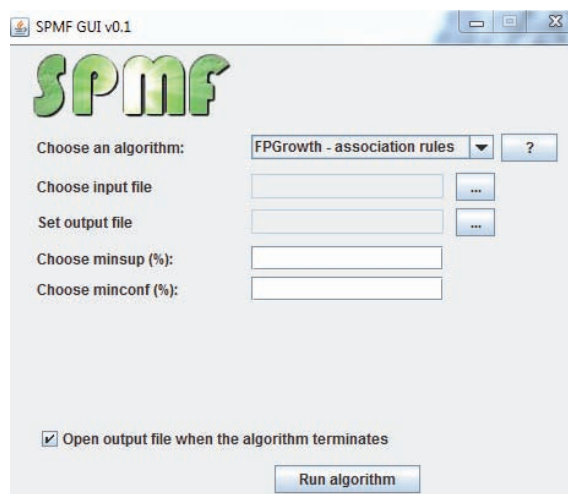 SPMF GUI v0.1
SPMF
Choose an algorithm: FPGrowth - association rules ?
Choose input file ...
Set output file ...
Choose minsup (%):
Choose minconf (%):
Open output file when the algorithm terminates
Run algorithm